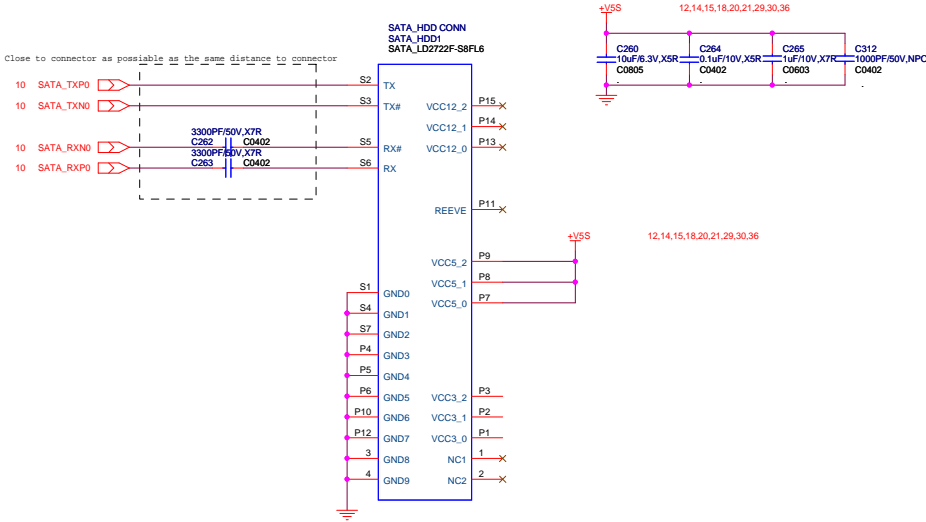 +V5S 12,14,15,18,20,21,29,30,36
SATA_HDD CONN
SATA_HDD1
SATA_LD2722F-S8FL6
C260 C264 C265 C312
10uF/6.3V,X5R 0.1uF/10V,X5R 1uF/10V,X7R 1000PF/50V,NPO
C0805 C0402 C0603 C0402
Close to connector as possiable as the same distance to connector
10 SATA_TXP0 S2 TX
10 SATA_TXN0 S3 TX#
VCC12_2 P15
VCC12_1 P14
VCC12_0 P13
3300PF/50V,X7R
10 SATA_RXN0 C262 C0402 S5 RX#
3300PF/50V,X7R
10 SATA_RXP0 C263 C0402 S6 RX
REEVE P11
+V5S 12,14,15,18,20,21,29,30,36
VCC5_2 P9
VCC5_1 P8
VCC5_0 P7
S1 GND0
S4 GND1
S7 GND2
P4 GND3
P5 GND4
P6 GND5 VCC3_2 P3
P10 GND6 VCC3_1 P2
P12 GND7 VCC3_0 P1
3 GND8 NC1 1
4 GND9 NC2 2